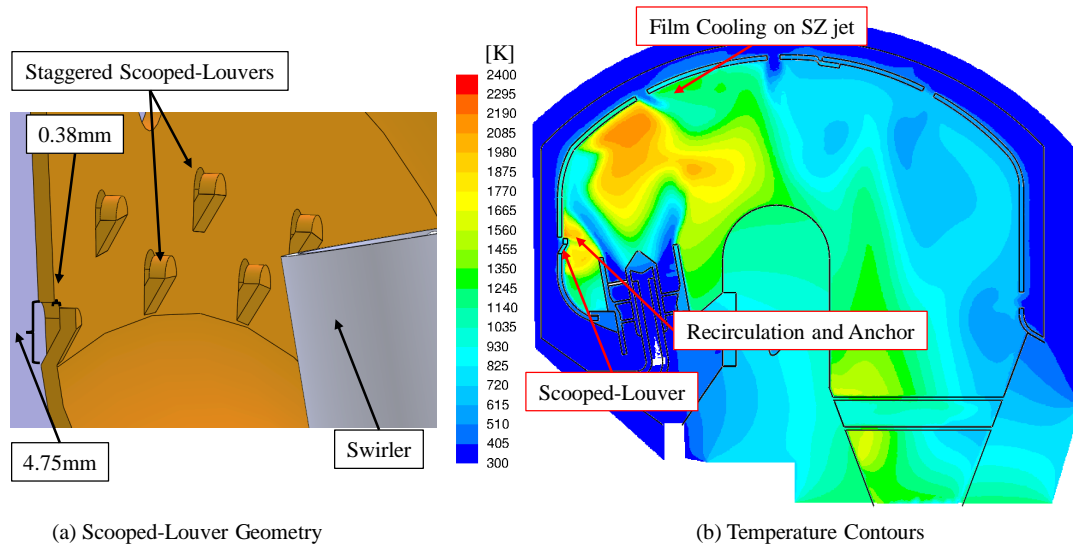 Staggered Scooped-Louvers
0.38mm
4.75mm
Swirler
(a) Scooped-Louver Geometry
Film Cooling on SZ jet
[K]
2400
2295
2190
2085
1980
1875
1770
1665
1560
1455
1350
1245
1140
1035
930
825
720
615
510
405
300
Recirculation and Anchor
Scooped-Louver
(b) Temperature Contours